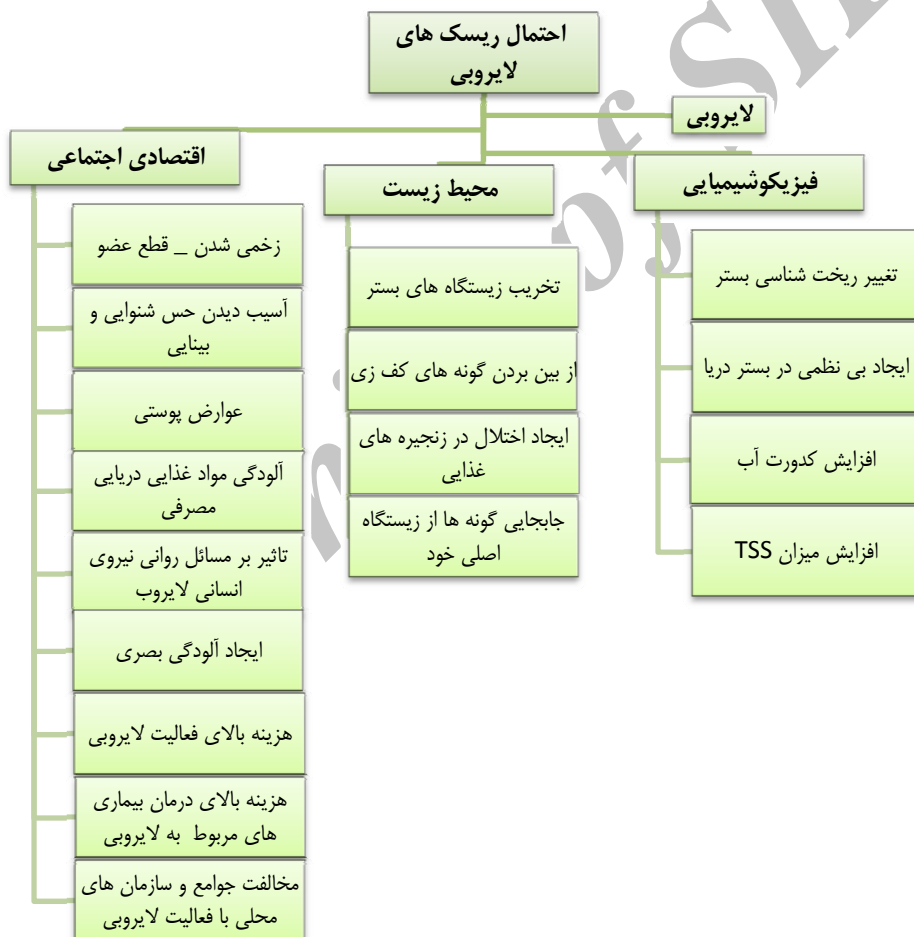 احتمال ریسک های
لایروبی
لایروبی
فیزیکوشیمیایی
تغییر ریخت شناسی بستر
ایجاد بی نظمی در بستر دریا
افزایش کدورت آب
افزایش میزان TSS
محیط زیست
تخریب زیستگاه های بستر
از بین بردن گونه های کف زی
ایجاد اختلال در زنجیره های
غذایی
جابجایی گونه ها از زیستگاه
اصلی خود
اقتصادی اجتماعی
زخمی شدن _ قطع عضو
آسیب دیدن حس شنوایی و
بینایی
عوارض پوستی
آلودگی مواد غذایی دریایی
مصرفی
تاثیر بر مسائل روانی نیروی
انسانی لایروب
ایجاد آلودگی بصری
هزینه بالای فعالیت لایروبی
هزینه بالای درمان بیماری
های مربوط به لایروبی
مخالفت جوامع و سازمان های
محلی با فعالیت لایروبی